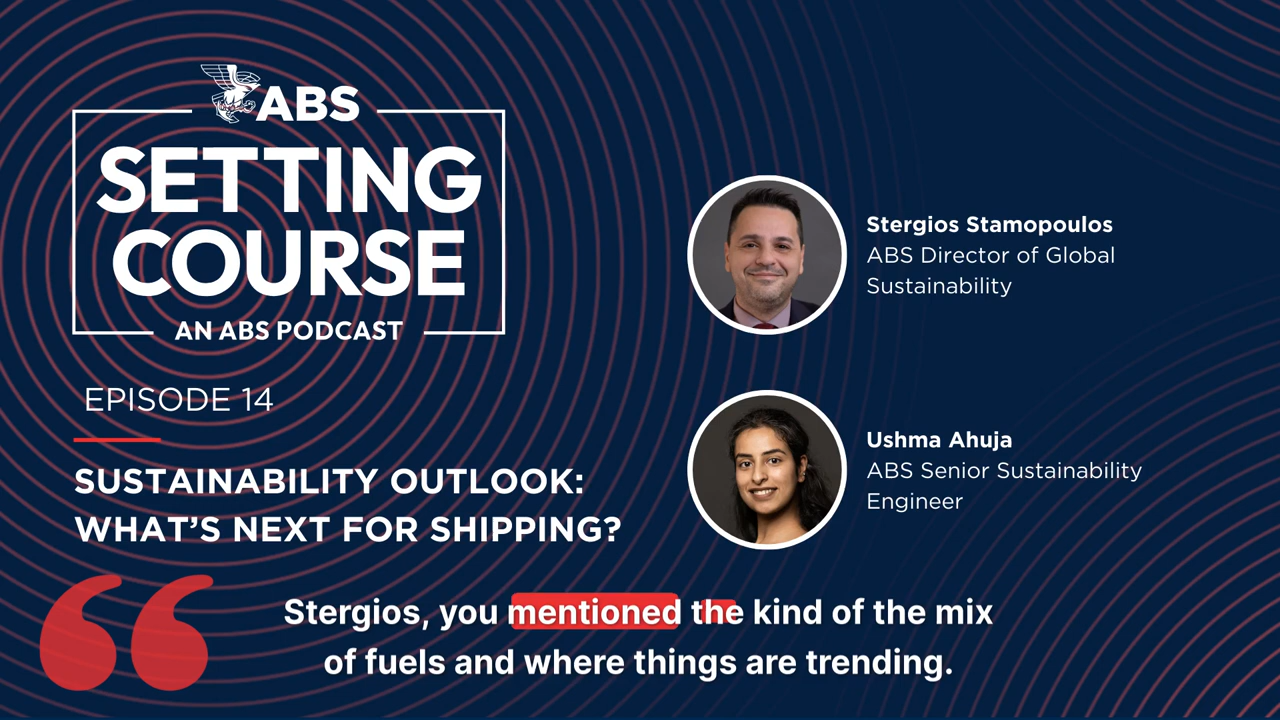 ABS
SETTING
COURSE
AN ABS PODCAST
EPISODE 14
SUSTAINABILITY OUTLOOK:
WHAT'S NEXT FOR SHIPPING?
Stergios Stamopoulos
ABS Director of Global
Sustainability
Ushma Ahuja
ABS Senior Sustainability
Engineer
Stergios, you mentioned the kind of the mix
of fuels and where things are trending.